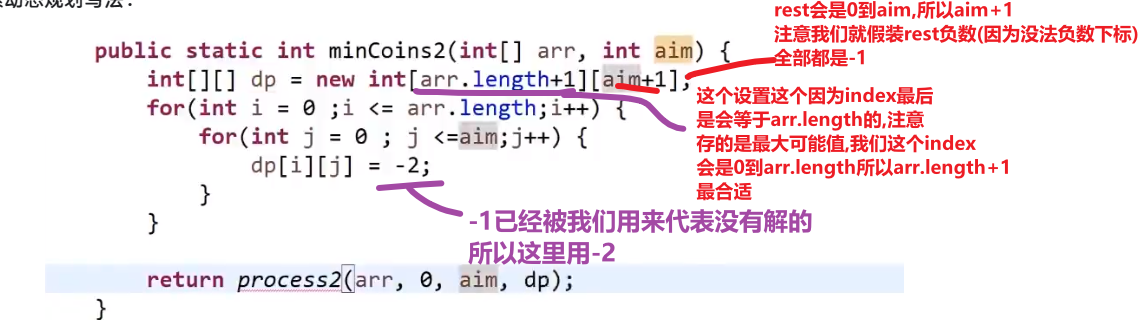 public static int minCoins2(int[] arr, int aim) {
int[][] dp = new int[arr.length+1][aim+1];
for(int i = 0 ;i <= arr.length;i++) {
for(int j = 0 ; j <=aim;j++) {
dp[i][j] = -2;
}
}
return process2(arr, 0, aim, dp);
}
rest会是0到aim,所以aim+1
注意我们就假装rest负数(因为没法负数下标)
全部都是-1
这个设置这个因为index最后
是会等于arr.length的,注意
存的是最大可能值,我们这个index
会是0到arr.length所以arr.length+1
最合适
-1已经被我们用来代表没有解的
所以这里用-2